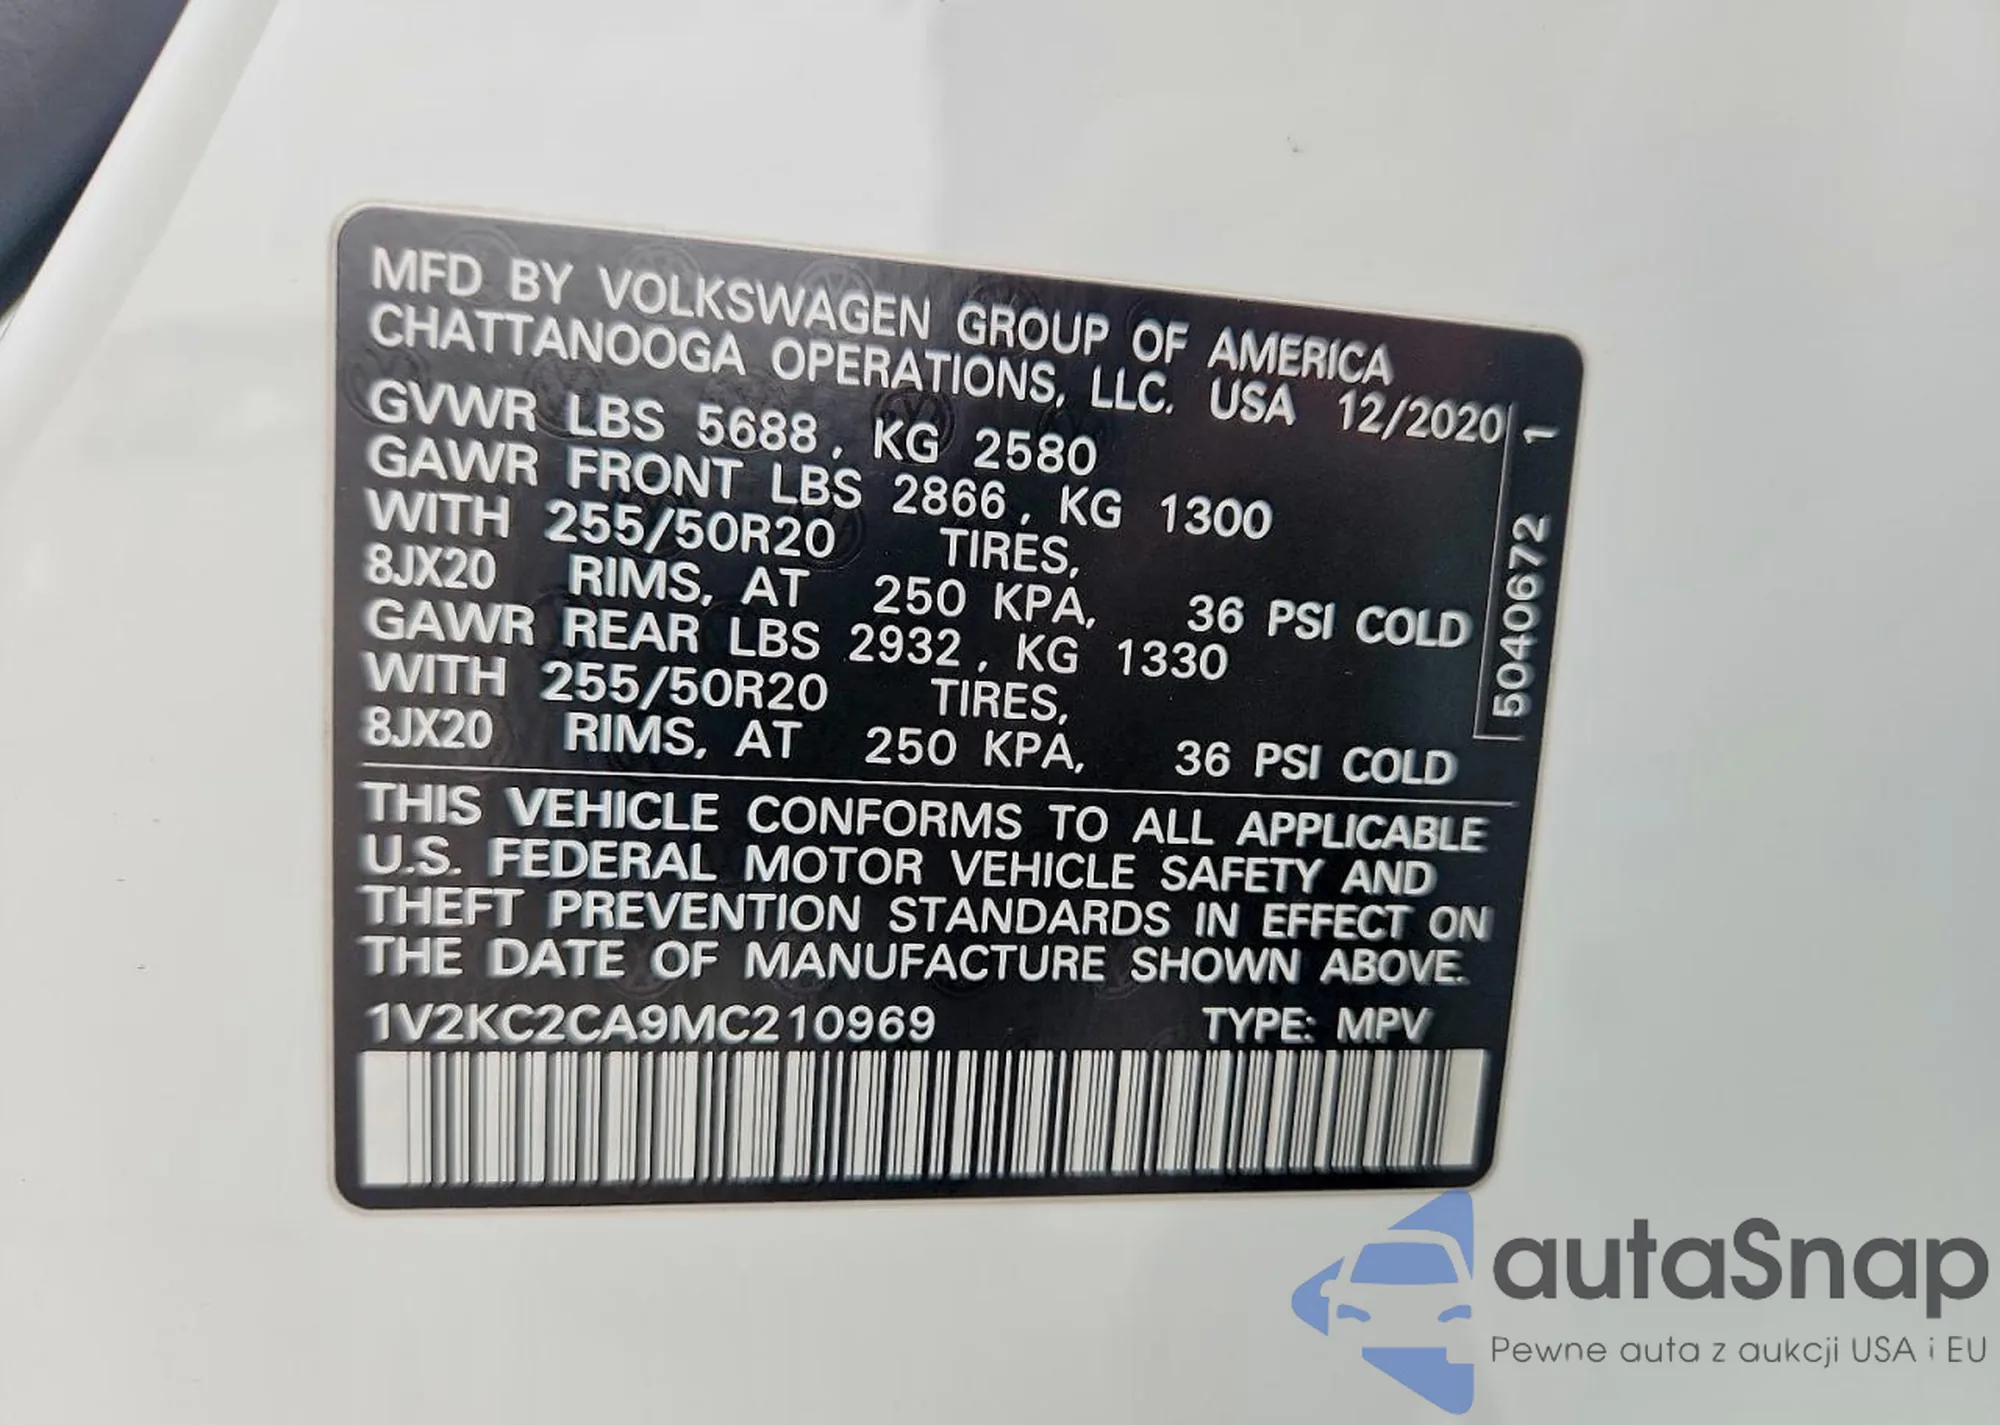 MFD BY VOLKSWAGEN GROUP OF AMERICA
CHATTANOOGA OPERATIONS, LLC. USA 12/2020
GVWR LBS 5688, KG 2580
GAWR FRONT LBS 2866, KG 1300
WITH 255/50R20 TIRES,
8JX20 RIMS, AT 250 KPA, 36 PSI COLD
GAWR REAR LBS 2932, KG 1330
WITH 255/50R20 TIRES,
8JX20 RIMS, AT 250 KPA, 36 PSI COLD
5040672 1
THIS VEHICLE CONFORMS TO ALL APPLICABLE
U.S. FEDERAL MOTOR VEHICLE SAFETY AND
THEFT PREVENTION STANDARDS IN EFFECT ON
THE DATE OF MANUFACTURE SHOWN ABOVE.
1V2KC2CA9MC210969 TYPE: MPV
autaSnap
Pewne auta z aukcji USA i EU